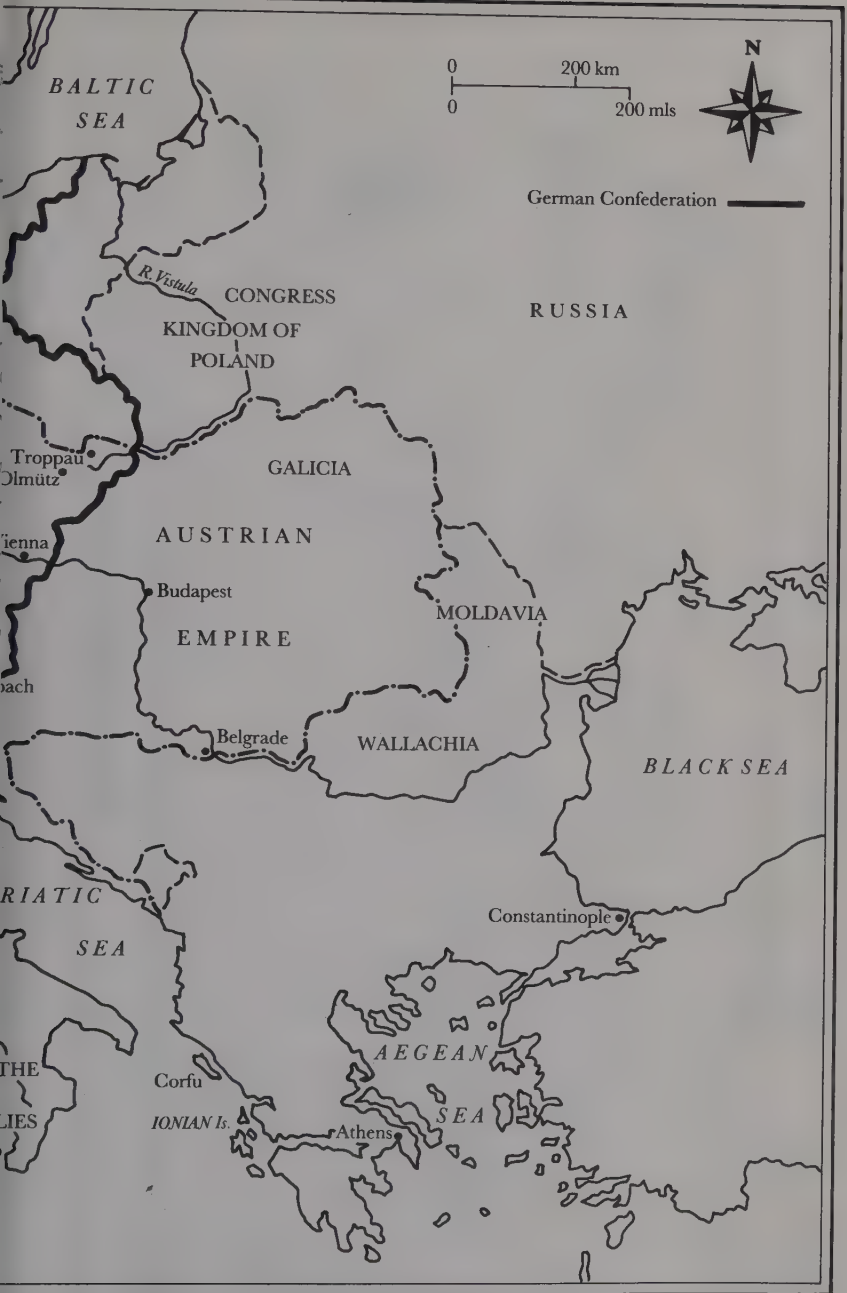 BALTIC
SEA
0 200 km
0 200 mls
N
German Confederation
R. Vistula
CONGRESS
KINGDOM OF
POLAND
RUSSIA
Troppau
Olmütz
GALICIA
ienna
AUSTRIAN
Budapest
EMPIRE
MOLDAVIA
bach
Belgrade
WALLACHIA
BLACK SEA
RIATIC
SEA
Constantinople
THE
LIES
Corfu
IONIAN Is.
AEGEAN
SEA
Athens